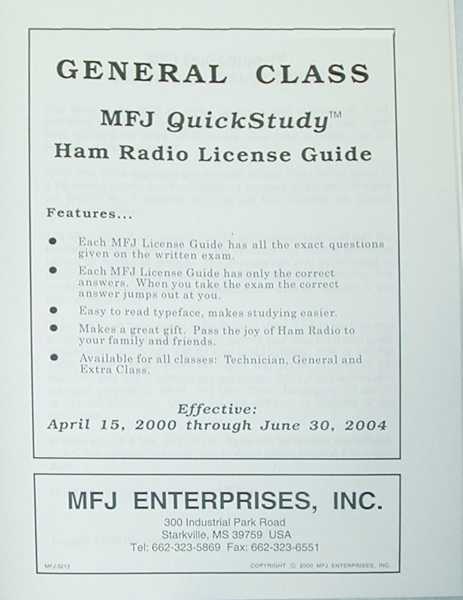 GENERAL CLASS
MFJ QuickStudy™
Ham Radio License Guide
Features...
● Each MFJ License Guide has all the exact questions
given on the written exam.
● Each MFJ License Guide has only the correct
answers. When you take the exam the correct
answer jumps out at you.
● Easy to read typeface, makes studying easier.
● Makes a great gift. Pass the joy of Ham Radio to
your family and friends.
● Available for all classes: Technician, General and
Extra Class.
Effective:
April 15, 2000 through June 30, 2004
MFJ ENTERPRISES, INC.
300 Industrial Park Road
Starkville, MS 39759 USA
Tel: 662-323-5869 Fax: 662-323-6551
COPYRIGHT Ⓒ 2000 MFJ ENTERPRISES, INC.